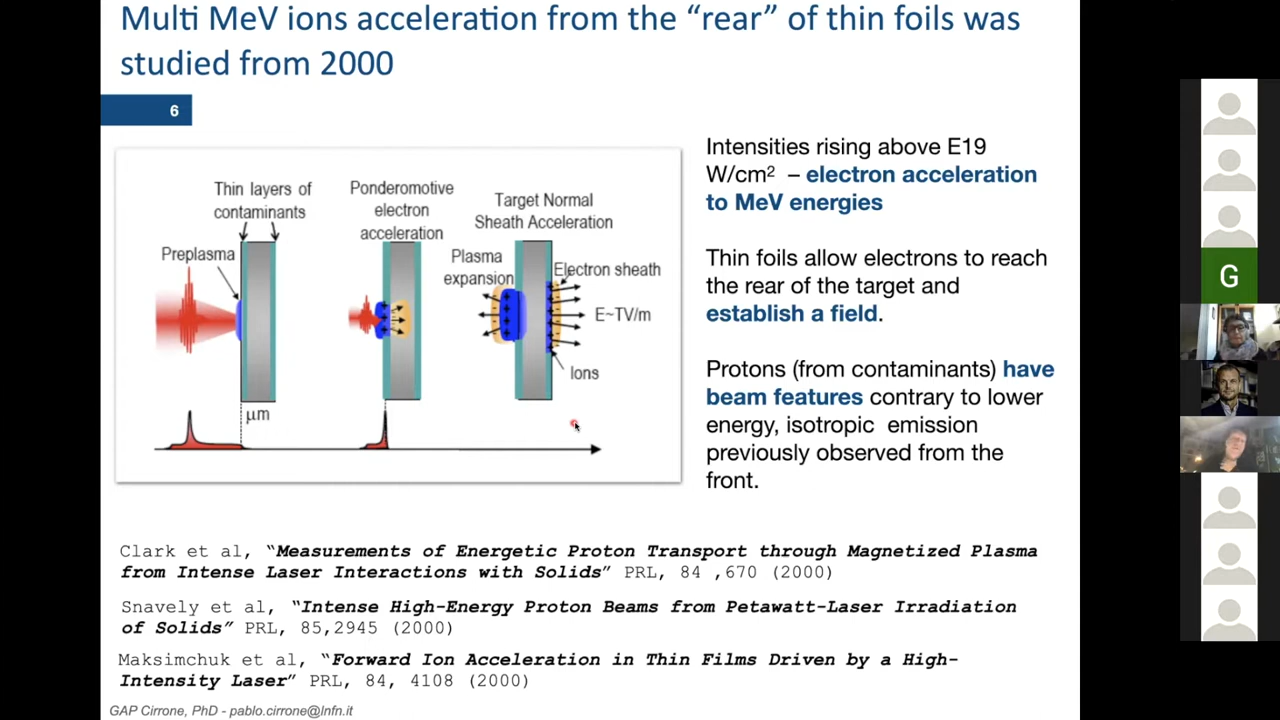 Multi MeV ions acceleration from the “rear” of thin foils was
studied from 2000
6
Thin layers of
contaminants
Preplasma
μm
Ponderomotive
electron
acceleration
Target Normal
Sheath Acceleration
Plasma
expansion
Electron sheath
E~TV/m
Ions
Intensities rising above E19
W/cm² – electron acceleration
to MeV energies
Thin foils allow electrons to reach
the rear of the target and
establish a field.
Protons (from contaminants) have
beam features contrary to lower
energy, isotropic emission
previously observed from the
front.
Clark et al, “Measurements of Energetic Proton Transport through Magnetized Plasma
from Intense Laser Interactions with Solids” PRL, 84 ,670 (2000)
Snavely et al, “Intense High-Energy Proton Beams from Petawatt-Laser Irradiation
of Solids” PRL, 85,2945 (2000)
Maksimchuk et al, “Forward Ion Acceleration in Thin Films Driven by a High-
Intensity Laser” PRL, 84, 4108 (2000)
GAP Cirrone, PhD - pablo.cirrone@lnfn.it
G